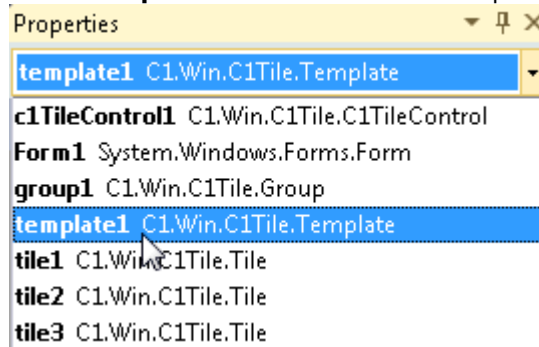 Properties
template1 C1.Win.C1Tile.Template
c1TileControl1 C1.Win.C1Tile.C1TileControl
Form1 System.Windows.Forms.Form
group1 C1.Win.C1Tile.Group
template1 C1.Win.C1Tile.Template
tile1 C1.Win.C1Tile.Tile
tile2 C1.Win.C1Tile.Tile
tile3 C1.Win.C1Tile.Tile